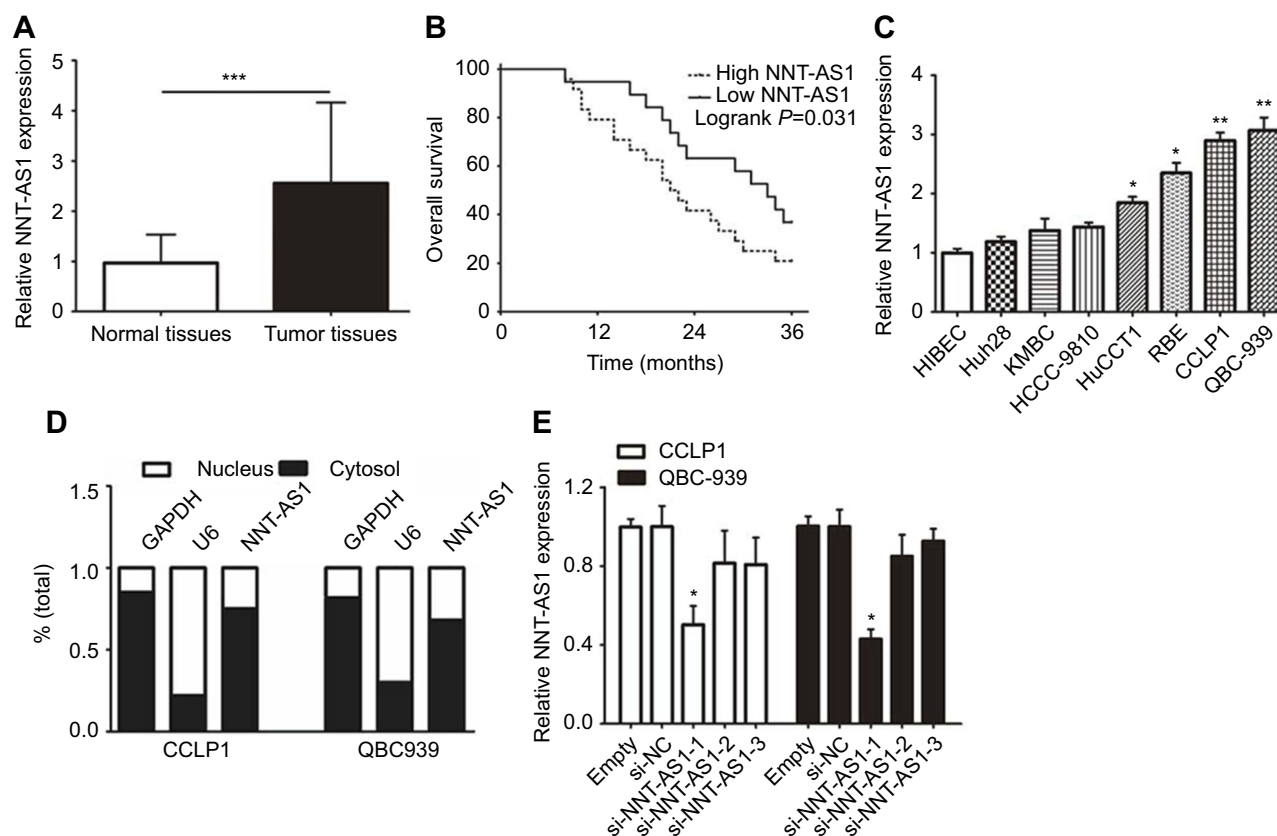 A
Relative NNT-AS1 expression
5
4
3
2
1
0
***
Normal tissues
Tumor tissues
B
Overall survival
100
80
60
40
20
0
High NNT-AS1
Low NNT-AS1
Logrank P=0.031
0
12
24
36
Time (months)
C
Relative NNT-AS1 expression
4
3
2
1
0
*
*
**
**
HIBEC
Huh28
KMBC
HCCC-9810
HuCCT1
RBE
CCLP1
QBC-939
D
Nucleus
Cytosol
% (total)
1.5
1.0
0.5
0.0
GAPDH
U6
NNT-AS1
GAPDH
U6
NNT-AS1
CCLP1
QBC939
E
CCLP1
QBC-939
Relative NNT-AS1 expression
1.2
0.8
0.4
0.0
*
*
Empty
si-NC
si-NNT-AS1-1
si-NNT-AS1-2
si-NNT-AS1-3
Empty
si-NC
si-NNT-AS1-1
si-NNT-AS1-2
si-NNT-AS1-3